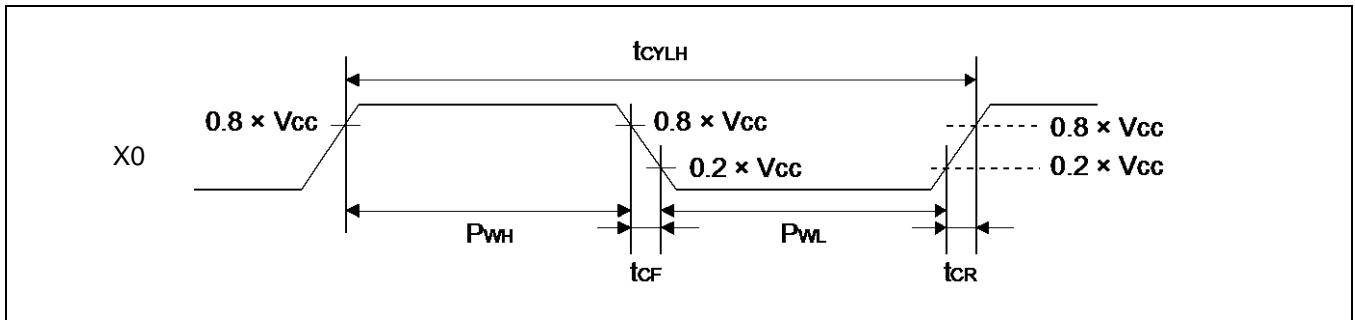 tCYLH
0.8 × Vcc
0.8 × Vcc
0.8 × Vcc
X0
0.2 × Vcc
0.2 × Vcc
PWH
PWL
tCF
tCR